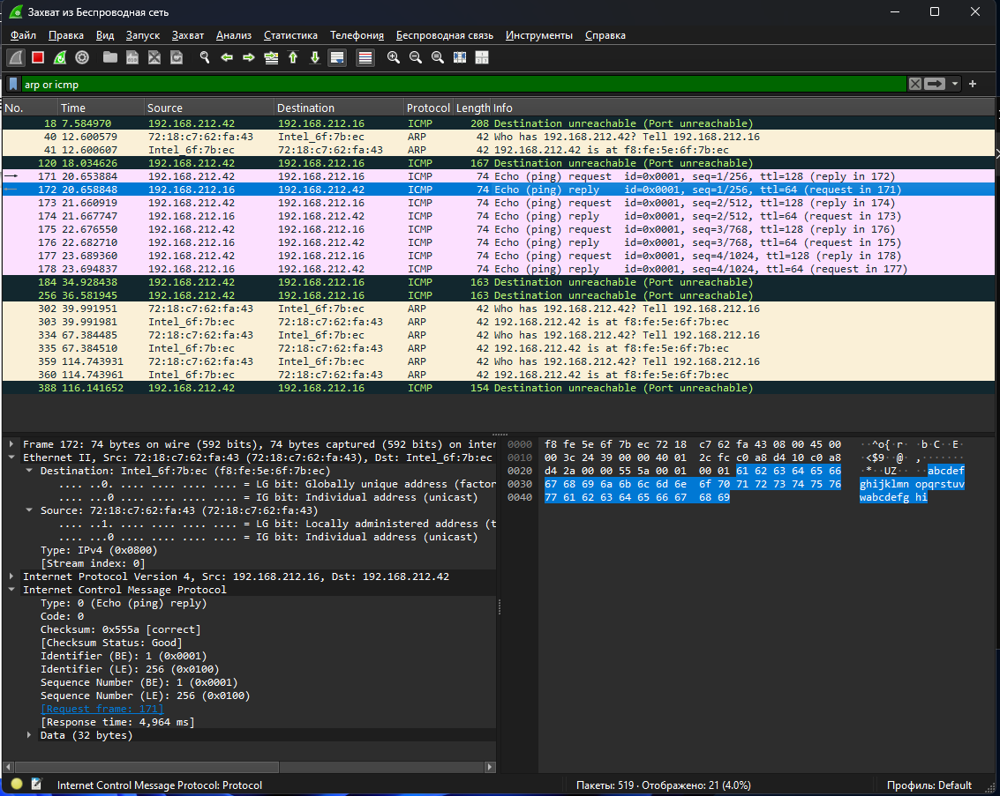 Захват из Беспроводная сеть
Файл Правка Вид Запуск Захват Анализ Статистика Телефония Беспроводная связь Инструменты Справка
arp or icmp
No. Time Source Destination Protocol Length Info
18 7.584970 192.168.212.42 192.168.212.16 ICMP 208 Destination unreachable (Port unreachable)
40 12.600579 72:18:c7:62:fa:43 Intel_6f:7b:ec ARP 42 Who has 192.168.212.42? Tell 192.168.212.16
41 12.600607 Intel_6f:7b:ec 72:18:c7:62:fa:43 ARP 42 192.168.212.42 is at f8:fe:5e:6f:7b:ec
120 18.034626 192.168.212.42 192.168.212.16 ICMP 167 Destination unreachable (Port unreachable)
171 20.653884 192.168.212.42 192.168.212.16 ICMP 74 Echo (ping) request id=0x0001, seq=1/256, ttl=128 (reply in 172)
172 20.658848 192.168.212.16 192.168.212.42 ICMP 74 Echo (ping) reply id=0x0001, seq=1/256, ttl=64 (request in 171)
173 21.660919 192.168.212.42 192.168.212.16 ICMP 74 Echo (ping) request id=0x0001, seq=2/512, ttl=128 (reply in 174)
174 21.667747 192.168.212.16 192.168.212.42 ICMP 74 Echo (ping) reply id=0x0001, seq=2/512, ttl=64 (request in 173)
175 22.676550 192.168.212.42 192.168.212.16 ICMP 74 Echo (ping) request id=0x0001, seq=3/768, ttl=128 (reply in 176)
176 22.682710 192.168.212.16 192.168.212.42 ICMP 74 Echo (ping) reply id=0x0001, seq=3/768, ttl=64 (request in 175)
177 23.689360 192.168.212.42 192.168.212.16 ICMP 74 Echo (ping) request id=0x0001, seq=4/1024, ttl=128 (reply in 178)
178 23.694837 192.168.212.16 192.168.212.42 ICMP 74 Echo (ping) reply id=0x0001, seq=4/1024, ttl=64 (request in 177)
184 34.928438 192.168.212.42 192.168.212.16 ICMP 163 Destination unreachable (Port unreachable)
256 36.581945 192.168.212.42 192.168.212.16 ICMP 163 Destination unreachable (Port unreachable)
302 39.991951 72:18:c7:62:fa:43 Intel_6f:7b:ec ARP 42 Who has 192.168.212.42? Tell 192.168.212.16
303 39.991981 Intel_6f:7b:ec 72:18:c7:62:fa:43 ARP 42 192.168.212.42 is at f8:fe:5e:6f:7b:ec
334 67.384485 72:18:c7:62:fa:43 Intel_6f:7b:ec ARP 42 Who has 192.168.212.42? Tell 192.168.212.16
335 67.384510 Intel_6f:7b:ec 72:18:c7:62:fa:43 ARP 42 192.168.212.42 is at f8:fe:5e:6f:7b:ec
359 114.743931 72:18:c7:62:fa:43 Intel_6f:7b:ec ARP 42 Who has 192.168.212.42? Tell 192.168.212.16
360 114.743961 Intel_6f:7b:ec 72:18:c7:62:fa:43 ARP 42 192.168.212.42 is at f8:fe:5e:6f:7b:ec
388 116.141652 192.168.212.42 192.168.212.16 ICMP 154 Destination unreachable (Port unreachable)
Frame 172: 74 bytes on wire (592 bits), 74 bytes captured (592 bits) on inter
Ethernet II, Src: 72:18:c7:62:fa:43 (72:18:c7:62:fa:43), Dst: Intel_6f:7b:ec
Destination: Intel_6f:7b:ec (f8:fe:5e:6f:7b:ec)
.... ..0. .... .... .... .... = LG bit: Globally unique address (factor
.... ...0 .... .... .... .... = IG bit: Individual address (unicast)
Source: 72:18:c7:62:fa:43 (72:18:c7:62:fa:43)
.... ..1. .... .... .... .... = LG bit: Locally administered address (t
.... ...0 .... .... .... .... = IG bit: Individual address (unicast)
Type: IPv4 (0x0800)
[Stream index: 0]
Internet Protocol Version 4, Src: 192.168.212.16, Dst: 192.168.212.42
Internet Control Message Protocol
Type: 0 (Echo (ping) reply)
Code: 0
Checksum: 0x555a [correct]
[Checksum Status: Good]
Identifier (BE): 1 (0x0001)
Identifier (LE): 256 (0x0100)
Sequence Number (BE): 1 (0x0001)
Sequence Number (LE): 256 (0x0100)
[Request frame: 171]
[Response time: 4,964 ms]
Data (32 bytes)
0000 f8 fe 5e 6f 7b ec 72 18 c7 62 fa 43 08 00 45 00 ··^o{·r· ·b·C··E·
0010 00 3c 24 39 00 00 40 01 2c fc c0 a8 d4 10 c0 a8 ·<$9··@· ,·······
0020 d4 2a 00 00 55 5a 00 01 00 01 61 62 63 64 65 66 ·*··UZ·· ··abcdef
0030 67 68 69 6a 6b 6c 6d 6e 6f 70 71 72 73 74 75 76 ghijklmn opqrstuv
0040 77 61 62 63 64 65 66 67 68 69 wabcdefg hi
Internet Control Message Protocol: Protocol
Пакеты: 519 · Отображено: 21 (4.0%)
Профиль: Default